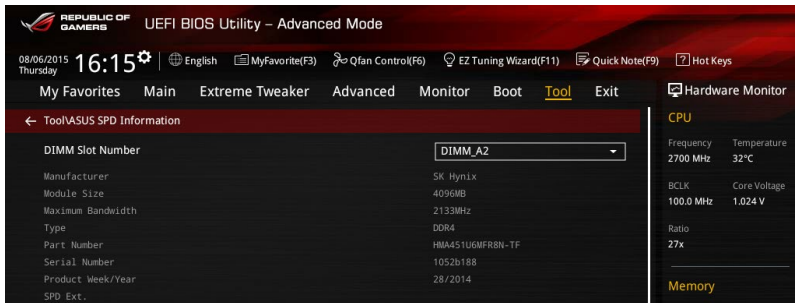 REPUBLIC OF
GAMERS
UEFI BIOS Utility – Advanced Mode
08/06/2015
Thursday
16:15
English
MyFavorite(F3)
Qfan Control(F6)
EZ Tuning Wizard(F11)
Quick Note(F9)
? Hot Keys
My Favorites Main Extreme Tweaker Advanced Monitor Boot Tool Exit
Hardware Monitor
← Tool\ASUS SPD Information
DIMM Slot Number DIMM_A2
Manufacturer SK Hynix
Module Size 4096MB
Maximum Bandwidth 2133MHz
Type DDR4
Part Number HMA451U6MFR8N-TF
Serial Number 1052b188
Product Week/Year 28/2014
SPD Ext.
CPU
Frequency Temperature
2700 MHz 32°C
BCLK Core Voltage
100.0 MHz 1.024 V
Ratio
27x
Memory